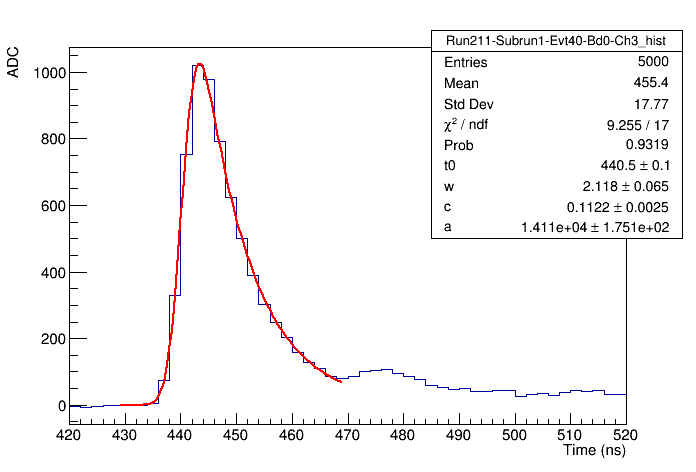 Run211-Subrun1-Evt40-Bd0-Ch3_hist
Entries 5000
Mean 455.4
Std Dev 17.77
χ² / ndf 9.255 / 17
Prob 0.9319
t0 440.5 ± 0.1
w 2.118 ± 0.065
c 0.1122 ± 0.0025
a 1.411e+04 ± 1.751e+02
ADC
1000
800
600
400
200
0
420 430 440 450 460 470 480 490 500 510 520
Time (ns)